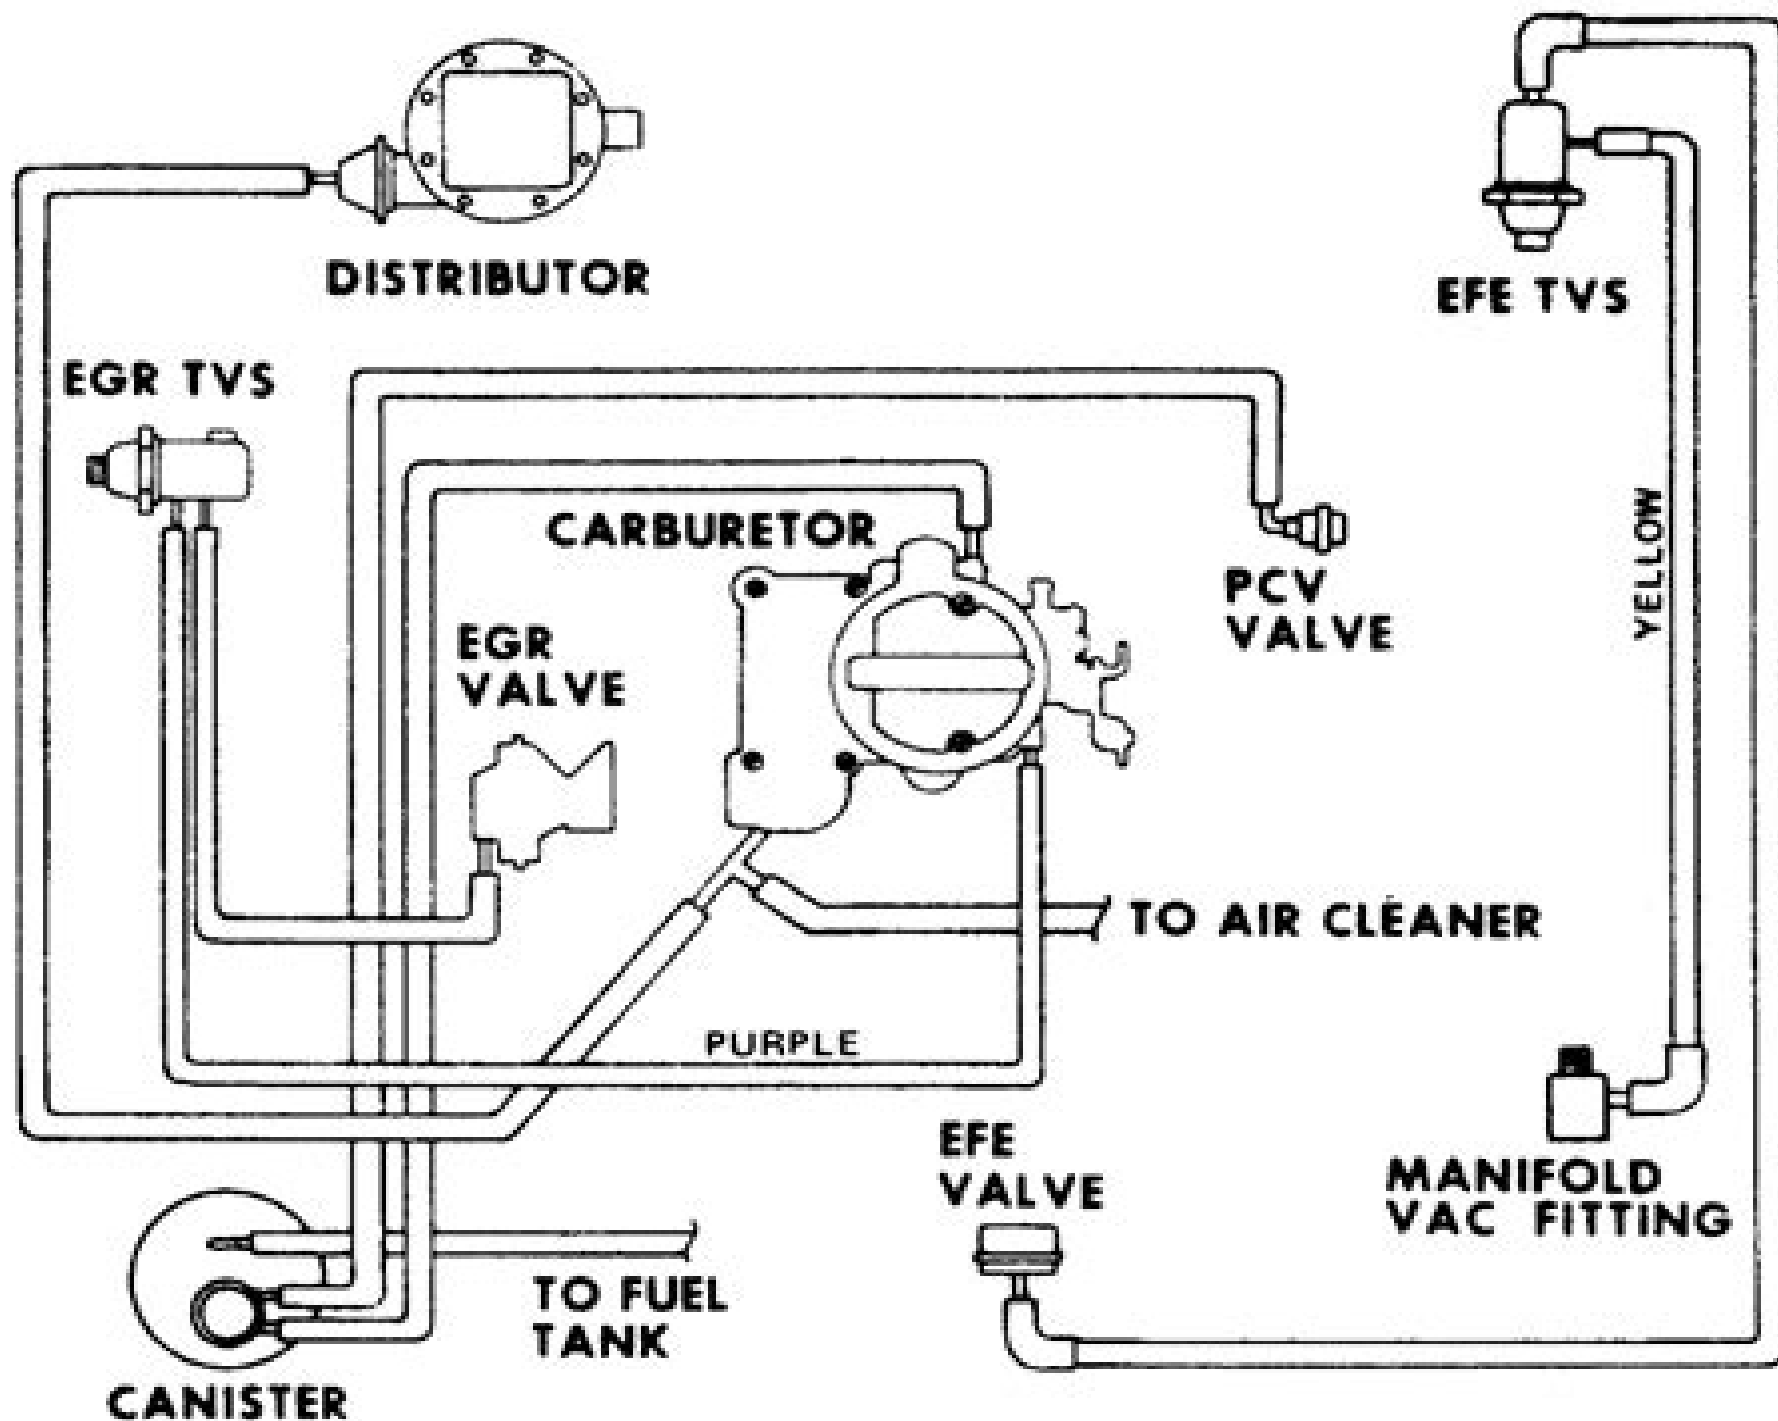 DISTRIBUTOR
EFE TVS
EGR TVS
CARBURETOR
PCV
VALVE
YELLOW
EGR
VALVE
TO AIR CLEANER
PURPLE
EFE
VALVE
MANIFOLD
VAC FITTING
TO FUEL
TANK
CANISTER